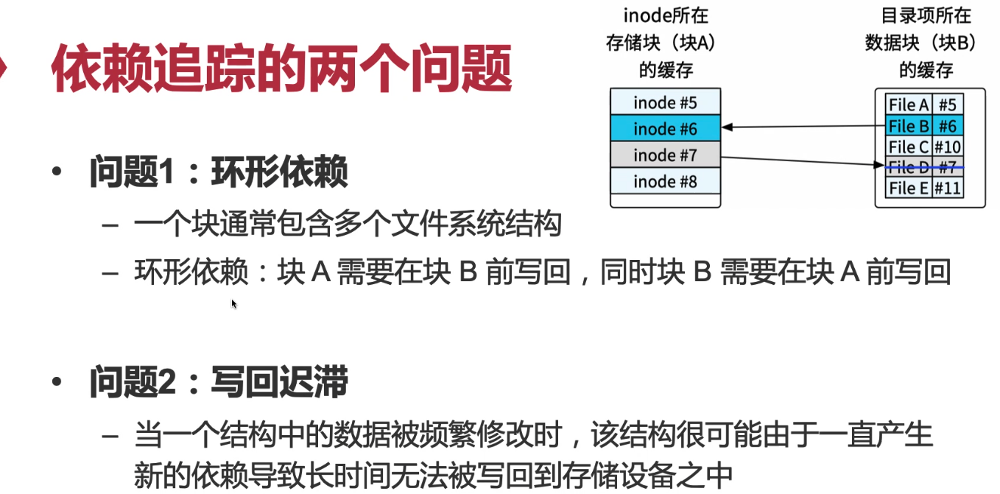 依赖追踪的两个问题
inode所在
存储块（块A）
的缓存
inode #5
inode #6
inode #7
inode #8
目录项所在
数据块（块B）
的缓存
File A #5
File B #6
File C #10
File D #7
File E #11
• 问题1：环形依赖
– 一个块通常包含多个文件系统结构
– 环形依赖：块 A 需要在块 B 前写回，同时块 B 需要在块 A 前写回
• 问题2：写回迟滞
– 当一个结构中的数据被频繁修改时，该结构很可能由于一直产生
新的依赖导致长时间无法被写回到存储设备之中